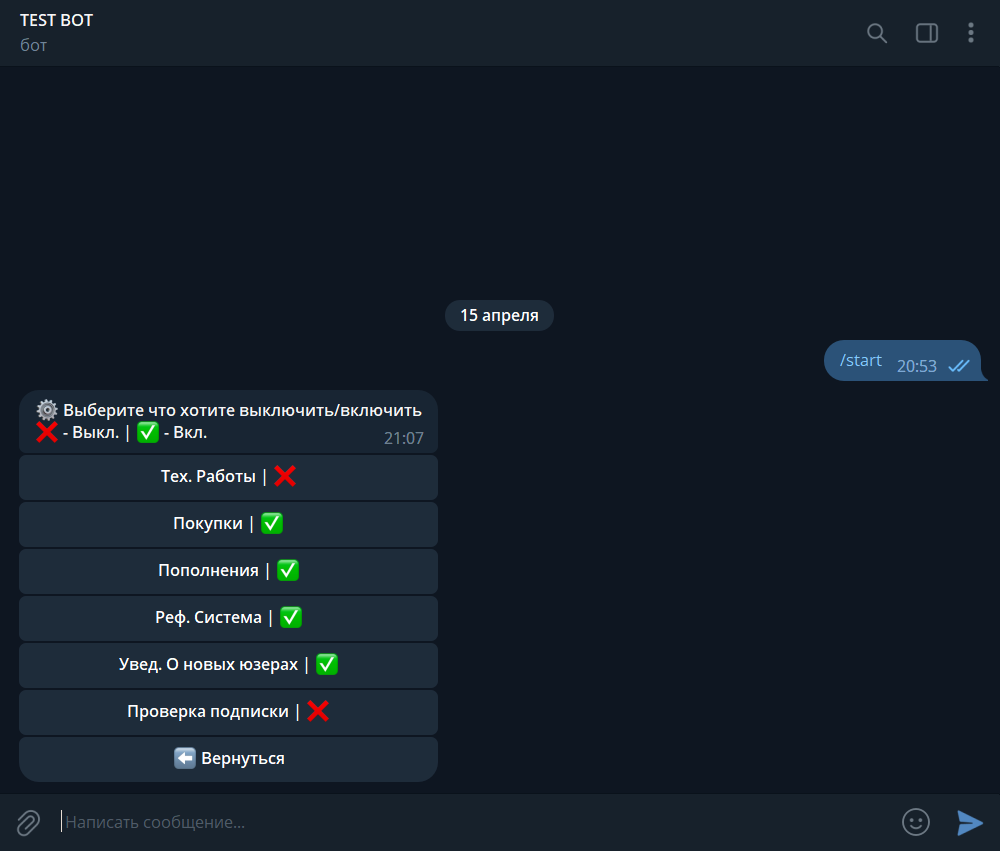 TEST BOT
бот
15 апреля
/start 20:53
⚙️ Выберите что хотите выключить/включить
❌ - Выкл. | ✅ - Вкл. 21:07
Тех. Работы | ❌
Покупки | ✅
Пополнения | ✅
Реф. Система | ✅
Увед. О новых юзерах | ✅
Проверка подписки | ❌
⬅️ Вернуться
Написать сообщение...